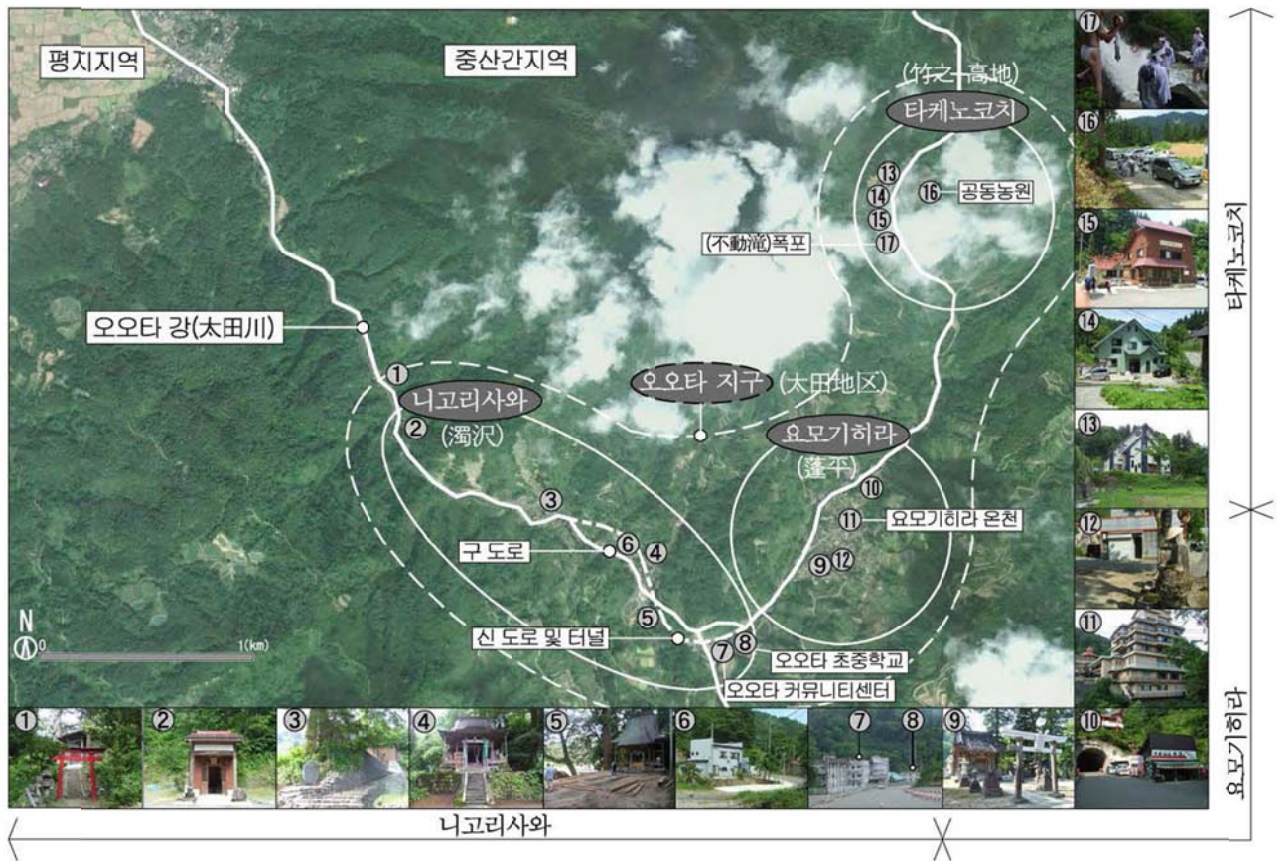 평지지역
중산간지역
(竹之高地)
타케노코치
⑬
⑭
⑮
⑯
공동농원
(不動滝)폭포
⑰
오오타 강(太田川)
①
니고리사와
(濁沢)
②
오오타 지구
(太田地区)
요모기히라
(蓬平)
⑩
⑪
요모기히라 온천
⑨
⑫
③
구 도로
⑥
④
⑤
신 도로 및 터널
⑦
⑧
오오타 초중학교
오오타 커뮤니티센터
N
0
1(km)
①
②
③
④
⑤
⑥
⑦
⑧
⑨
⑩
⑪
⑫
⑬
⑭
⑮
⑯
⑰
니고리사와
요모기히라
타케노코치